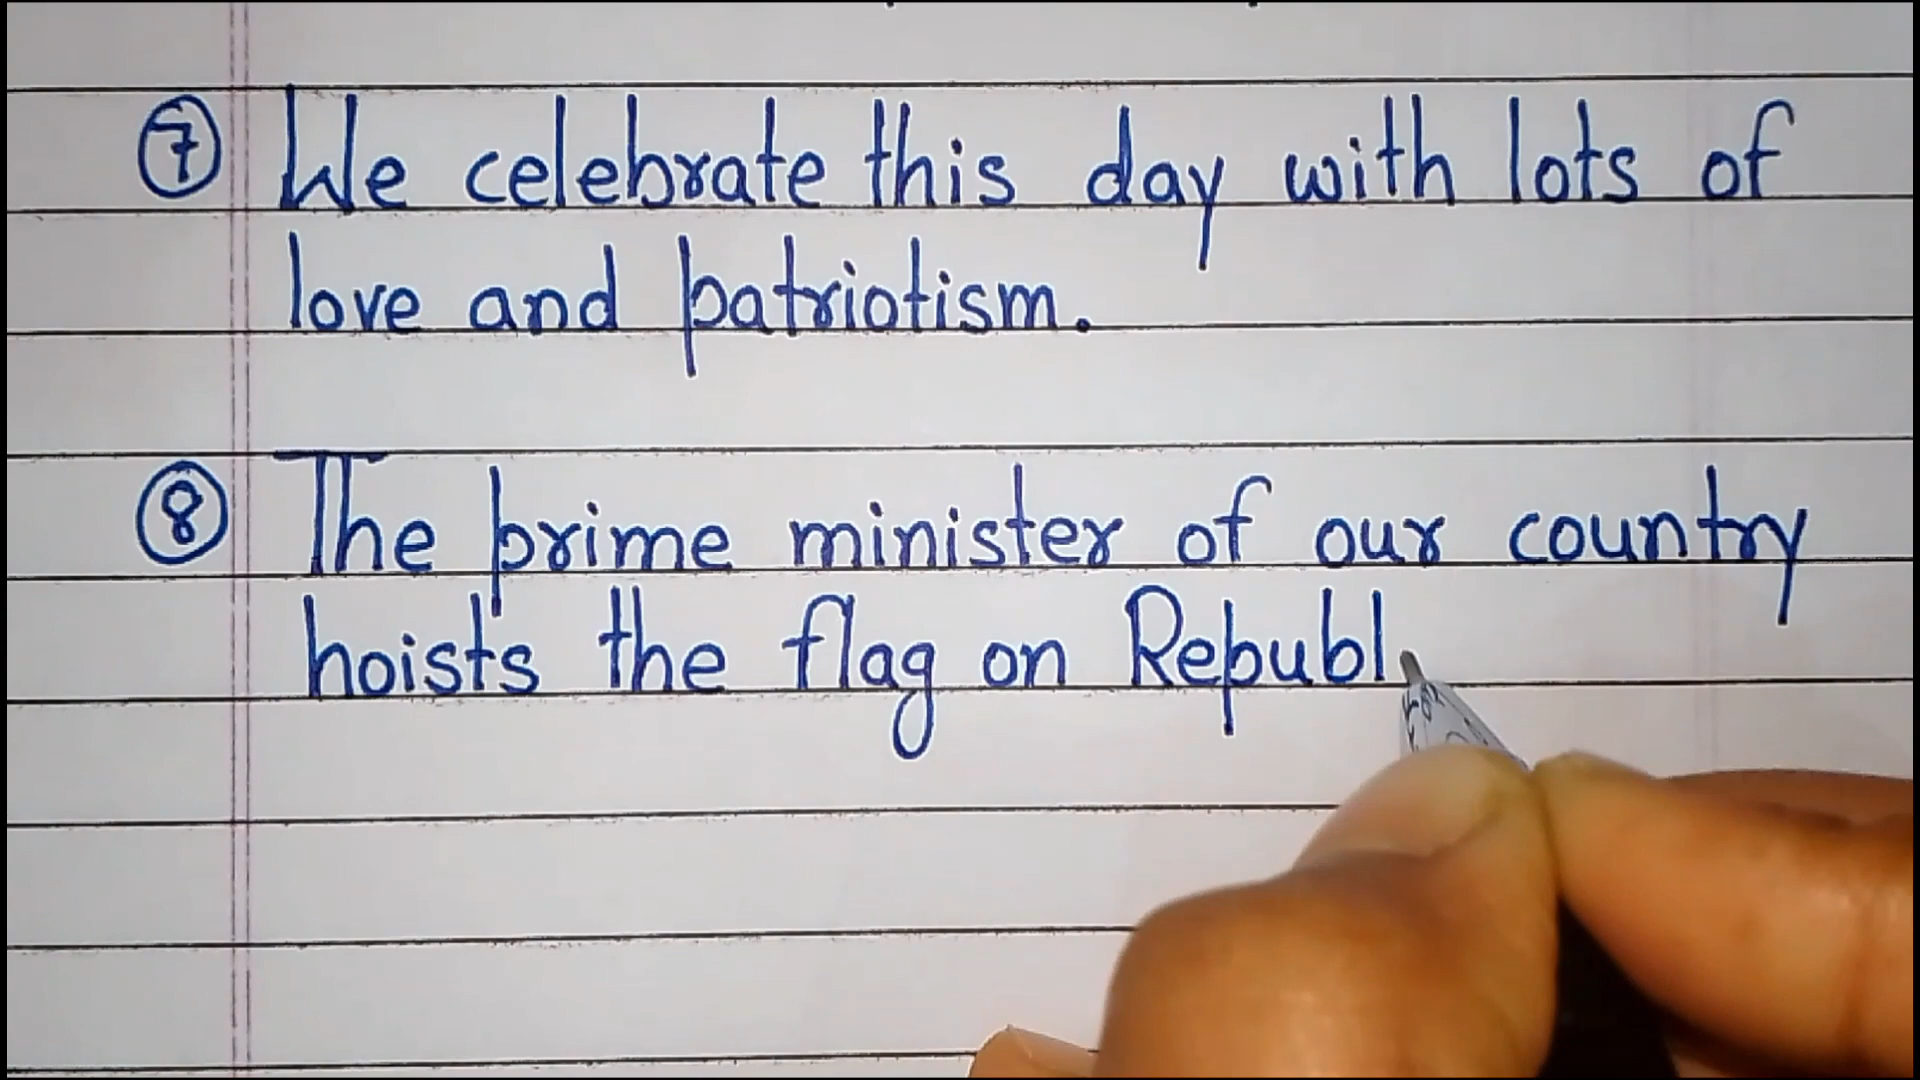 7 We celebrate this day with lots of
love and patriotism.
8 The prime minister of our country
hoists the flag on Republ